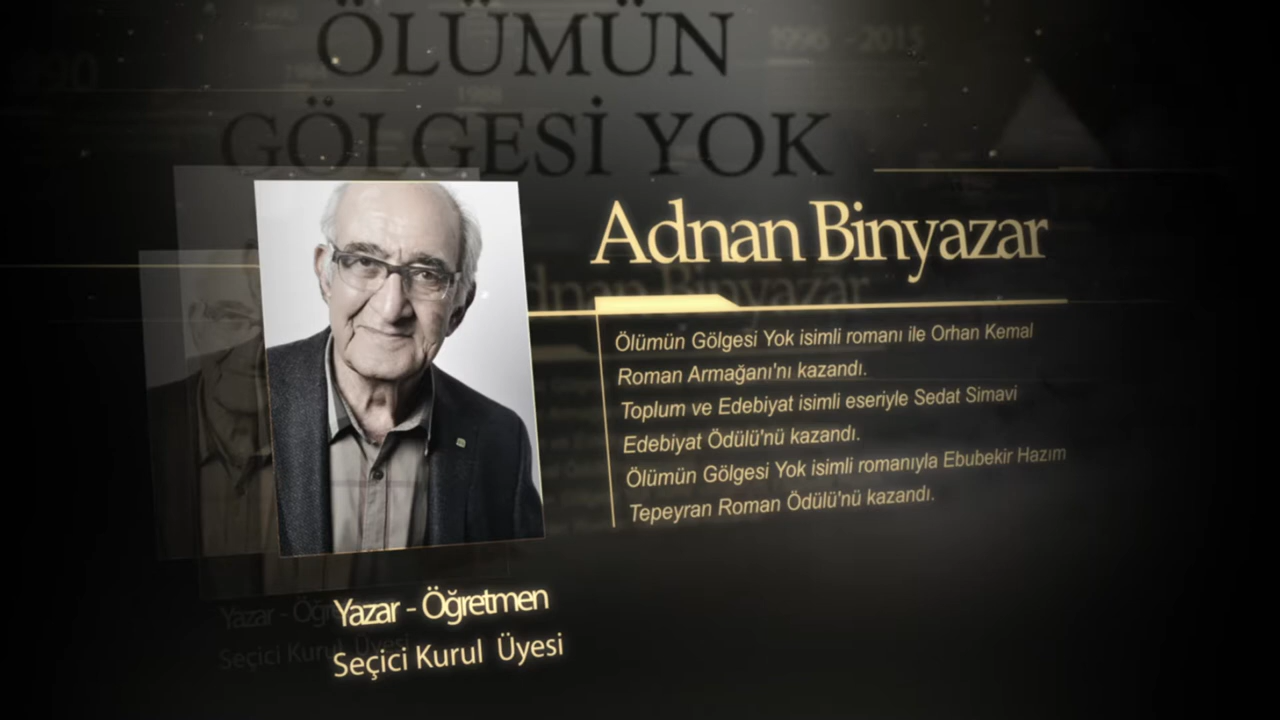 ÖLÜMÜN
1996 - 2015
GÖLGESİ YOK
Adnan Binyazar
Ölümün Gölgesi Yok isimli romanı ile Orhan Kemal
Roman Armağanı'nı kazandı.
Toplum ve Edebiyat isimli eseriyle Sedat Simavi
Edebiyat Ödülü'nü kazandı.
Ölümün Gölgesi Yok isimli romanıyla Ebubekir Hazım
Tepeyran Roman Ödülü'nü kazandı.
Yazar - Öğretmen
Seçici Kurul Üyesi